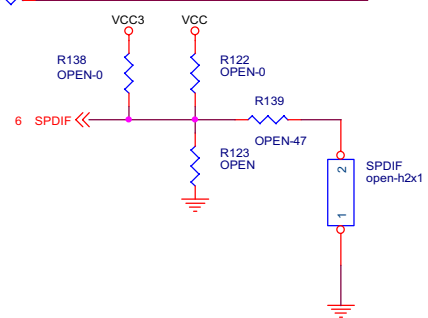 VCC3
VCC
R138
OPEN-0
R122
OPEN-0
R139
OPEN-47
6 SPDIF
R123
OPEN
2
1
SPDIF
open-h2x1